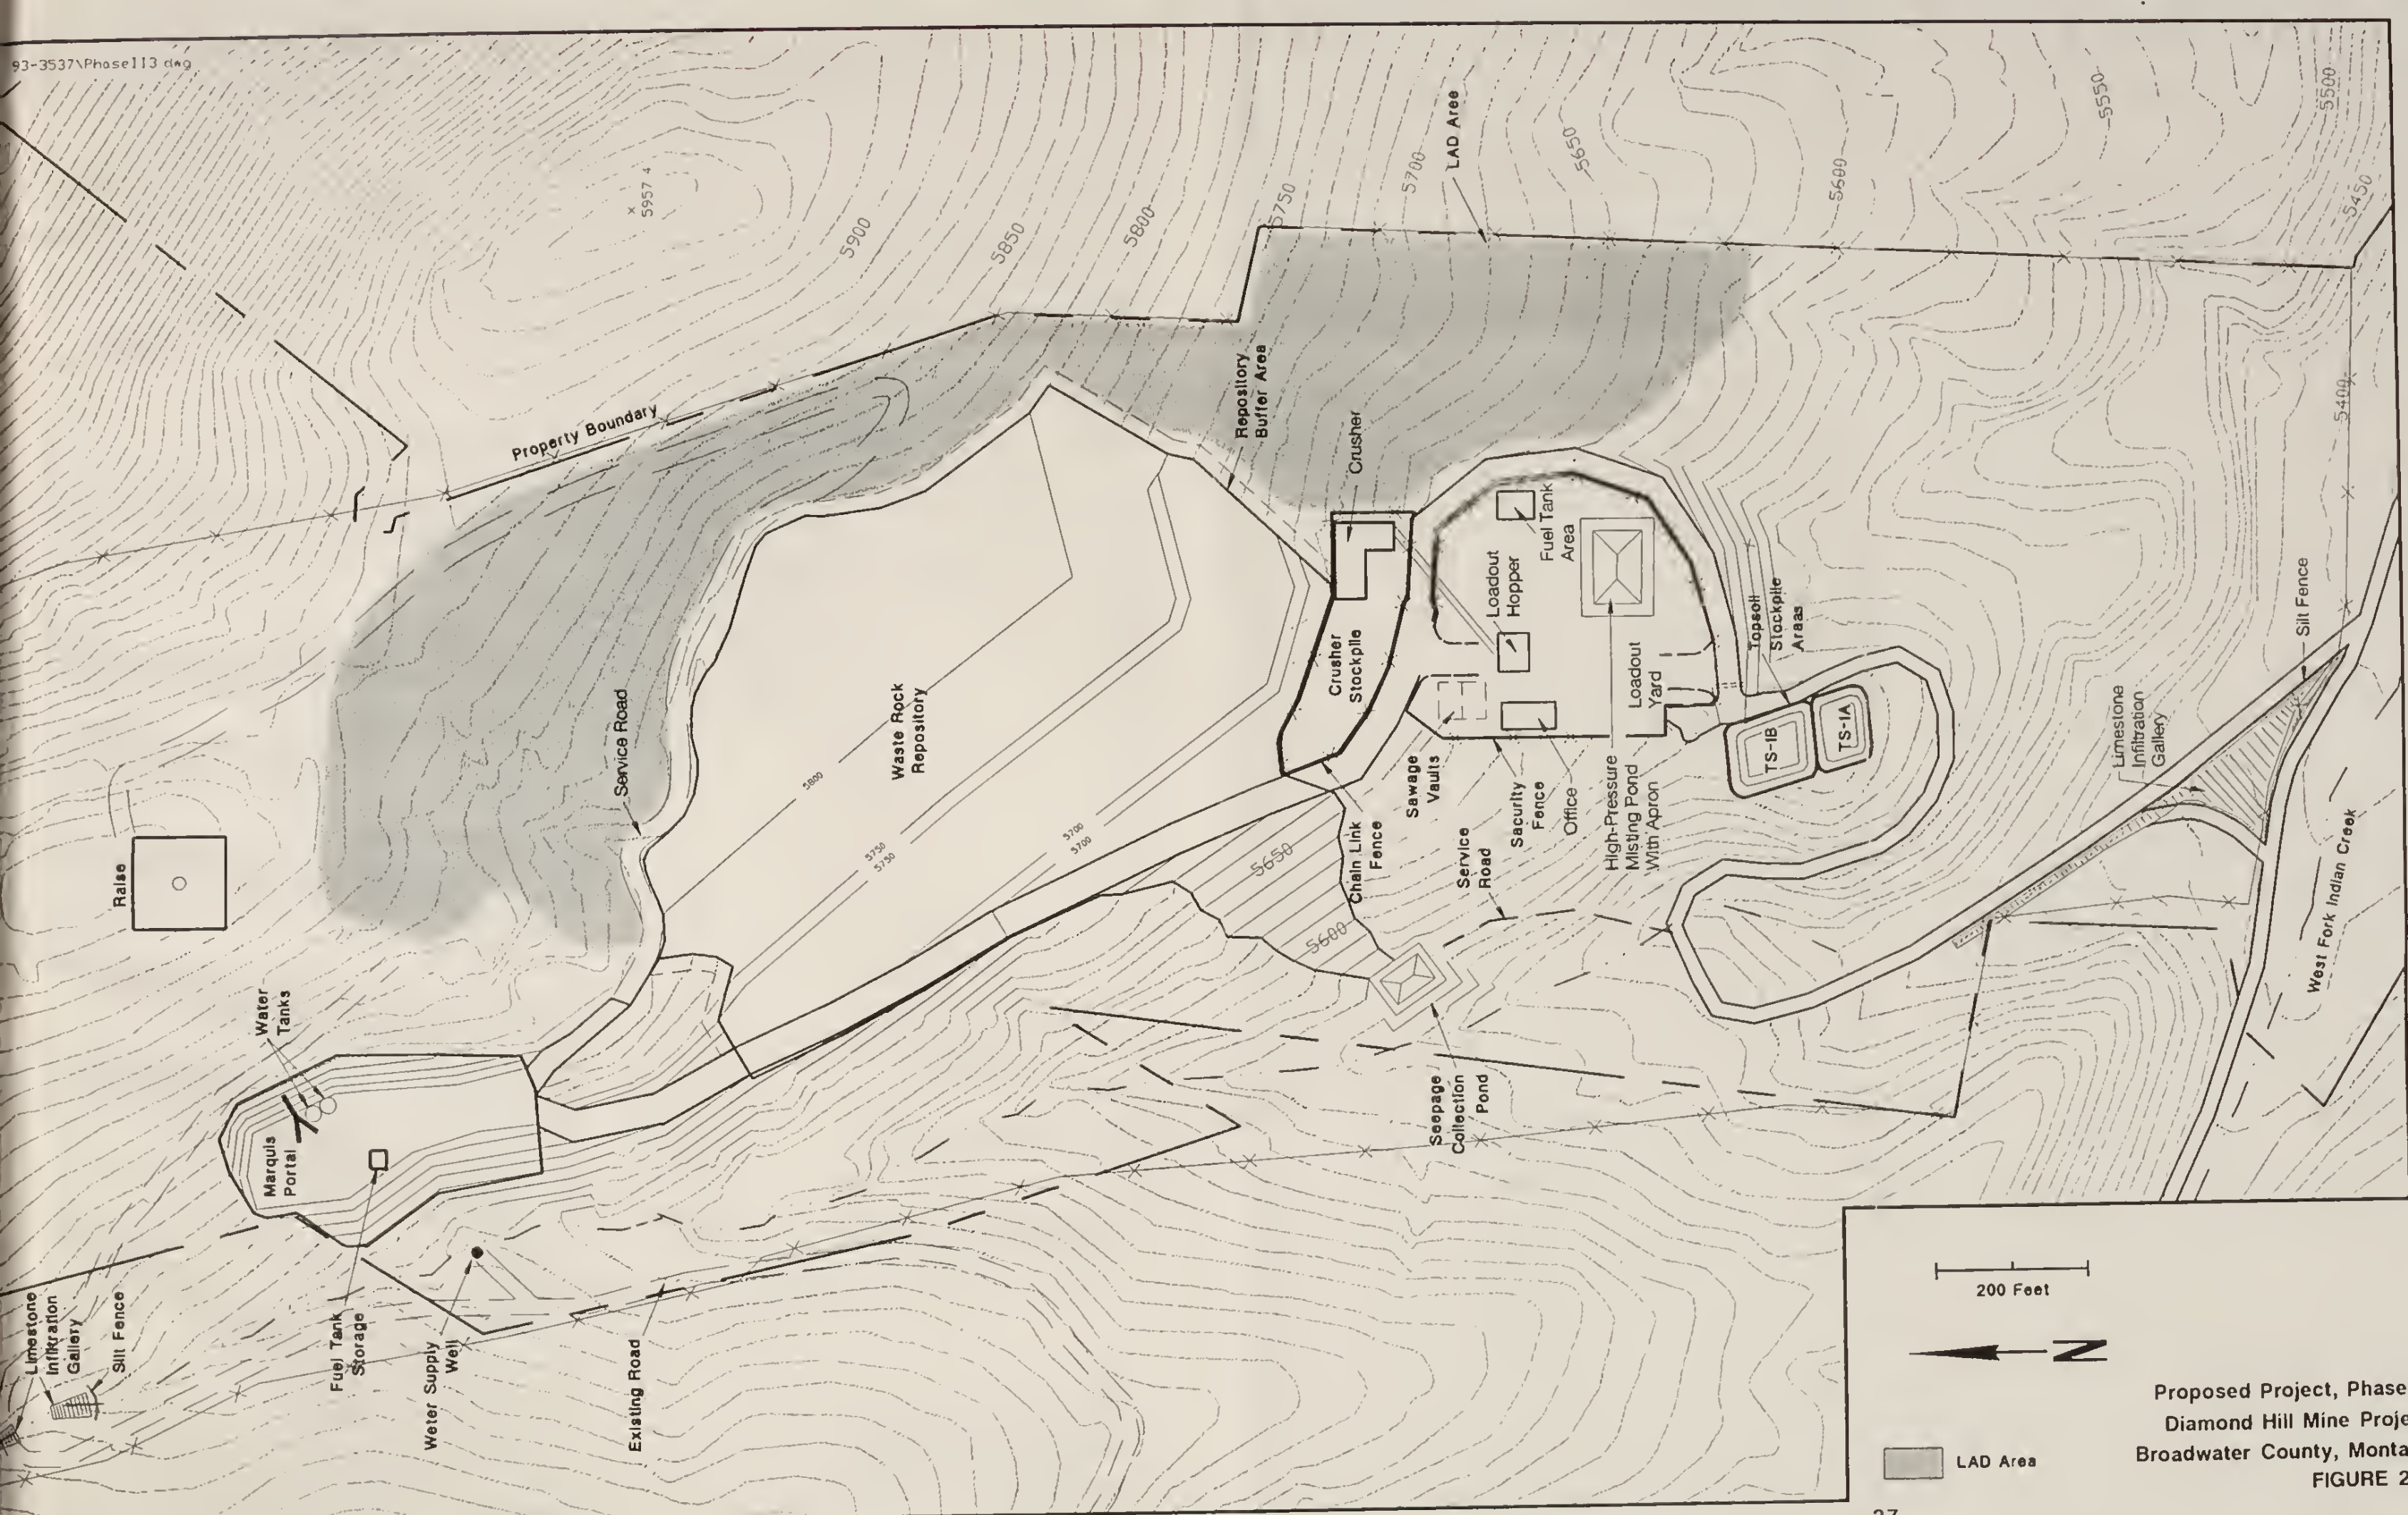 93-3537\Phase113 dwg
5957 4
5900
5850
5800
5750
5700
LAD Area
5650
5600
5550
5500
5450
5400
Property Boundary
Repository
Buffer Area
Crusher
Service Road
Waste Rock
Repository
5800
5750
5750
5700
5700
Crusher
Stockpile
Loadout
Hopper
Fuel Tank
Area
Loadout
Yard
Topsoil
Stockpile
Areas
TS-1B
TS-1A
Silt Fence
Limestone
Infiltration
Gallery
West Fork Indian Creek
Raise
Water
Tanks
Marquis
Portal
Sewage
Vaults
Security
Fence
Office
High-Pressure
Misting Pond
With Apron
Chain Link
Fence
Service
Road
5650
5600
Seepage
Collection
Pond
Limestone
Infiltration
Gallery
Silt Fence
Fuel Tank
Storage
Water Supply
Well
Existing Road
200 Feet
N
LAD Area
Proposed Project, Phase
Diamond Hill Mine Proje
Broadwater County, Monta
FIGURE 2